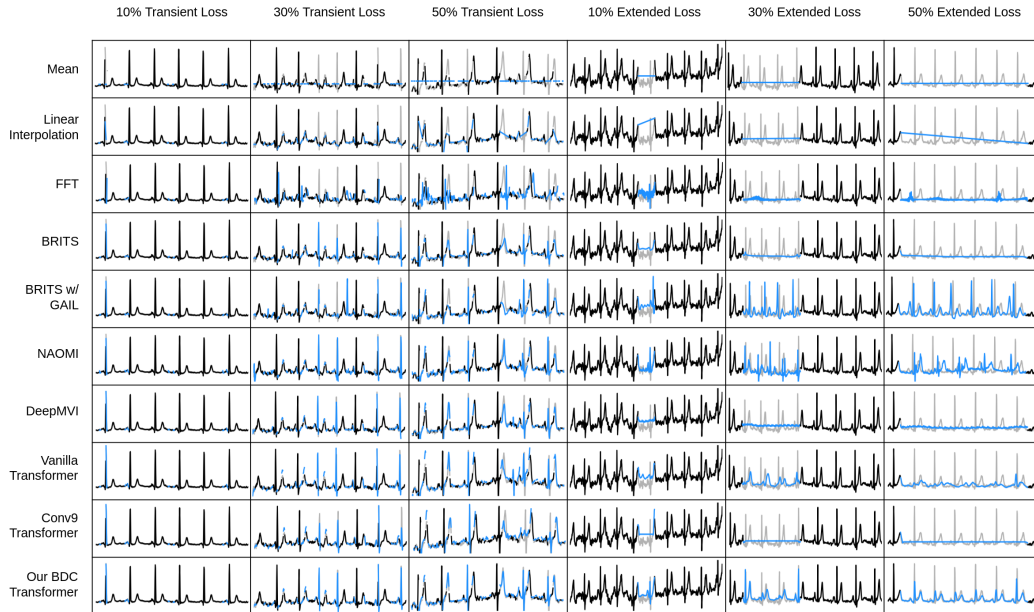 10% Transient Loss 30% Transient Loss 50% Transient Loss 10% Extended Loss 30% Extended Loss 50% Extended Loss
Mean
Linear
Interpolation
FFT
BRITS
BRITS w/
GAIL
NAOMI
DeepMVI
Vanilla
Transformer
Conv9
Transformer
Our BDC
Transformer